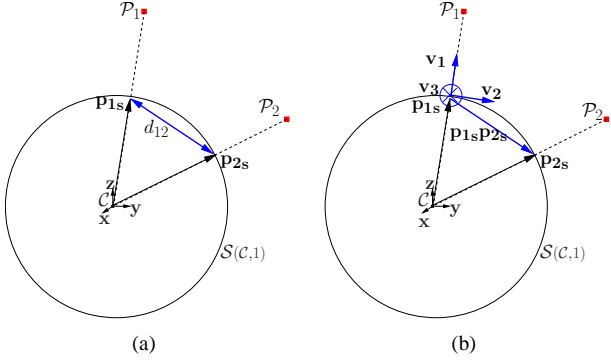 𝒫₁
p₁ₛ
d₁₂
𝒫₂
p₂ₛ
z
𝒞
y
x
𝒮(𝒞,1)
(a)
𝒫₁
v₁
v₃
v₂
p₁ₛ
𝒫₂
p₁ₛp₂ₛ
p₂ₛ
z
𝒞
y
x
𝒮(𝒞,1)
(b)